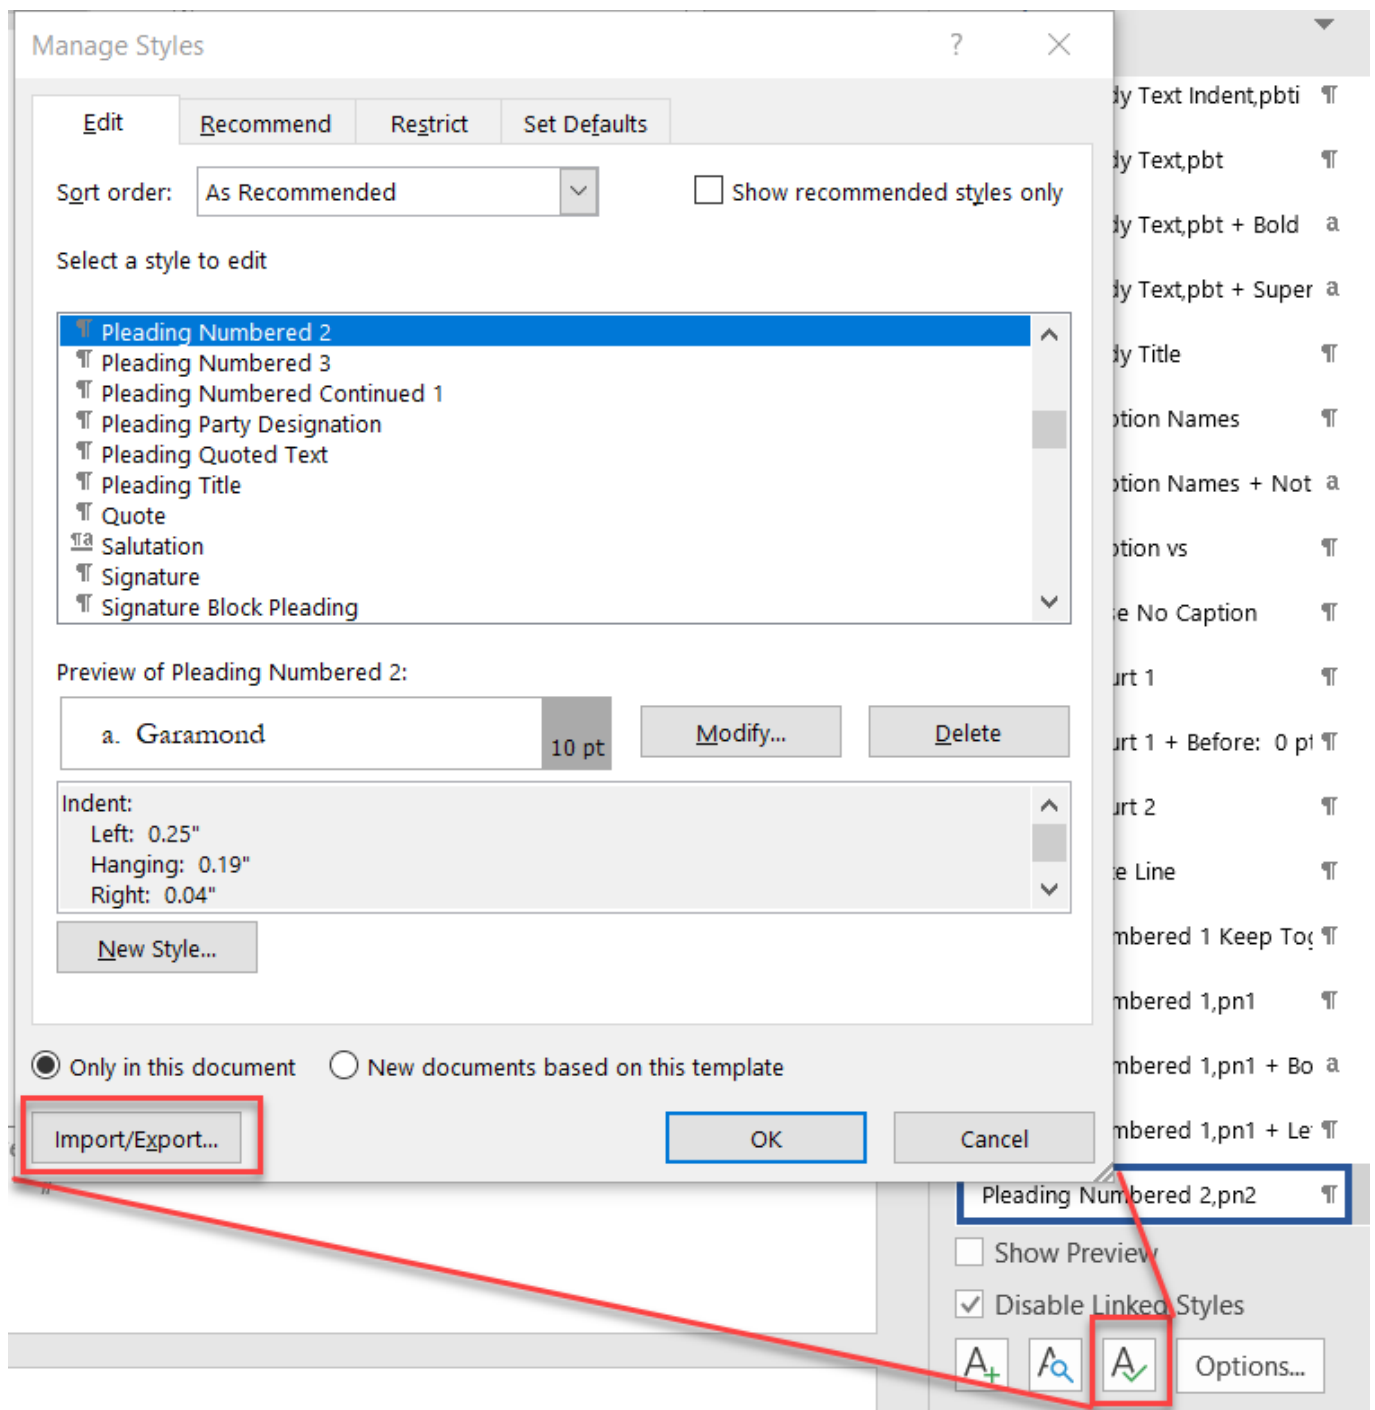 Manage Styles ?
Edit Recommend Restrict Set Defaults
Sort order: As Recommended Show recommended styles only
Select a style to edit
Pleading Numbered 2
Pleading Numbered 3
Pleading Numbered Continued 1
Pleading Party Designation
Pleading Quoted Text
Pleading Title
Quote
Salutation
Signature
Signature Block Pleading
Preview of Pleading Numbered 2:
a. Garamond
10 pt
Modify... Delete
Indent:
Left: 0.25"
Hanging: 0.19"
Right: 0.04"
New Style...
Only in this document New documents based on this template
Import/Export... OK Cancel
dy Text Indent,pbti ¶
dy Text,pbt ¶
dy Text,pbt + Bold a
dy Text,pbt + Super a
dy Title ¶
ption Names ¶
ption Names + Not a
ption vs ¶
se No Caption ¶
urt 1 ¶
urt 1 + Before: 0 pt ¶
urt 2 ¶
te Line ¶
mbered 1 Keep Tog ¶
mbered 1,pn1 ¶
mbered 1,pn1 + Bo a
mbered 1,pn1 + Le ¶
Pleading Numbered 2,pn2 ¶
Show Preview
Disable Linked Styles
Options...